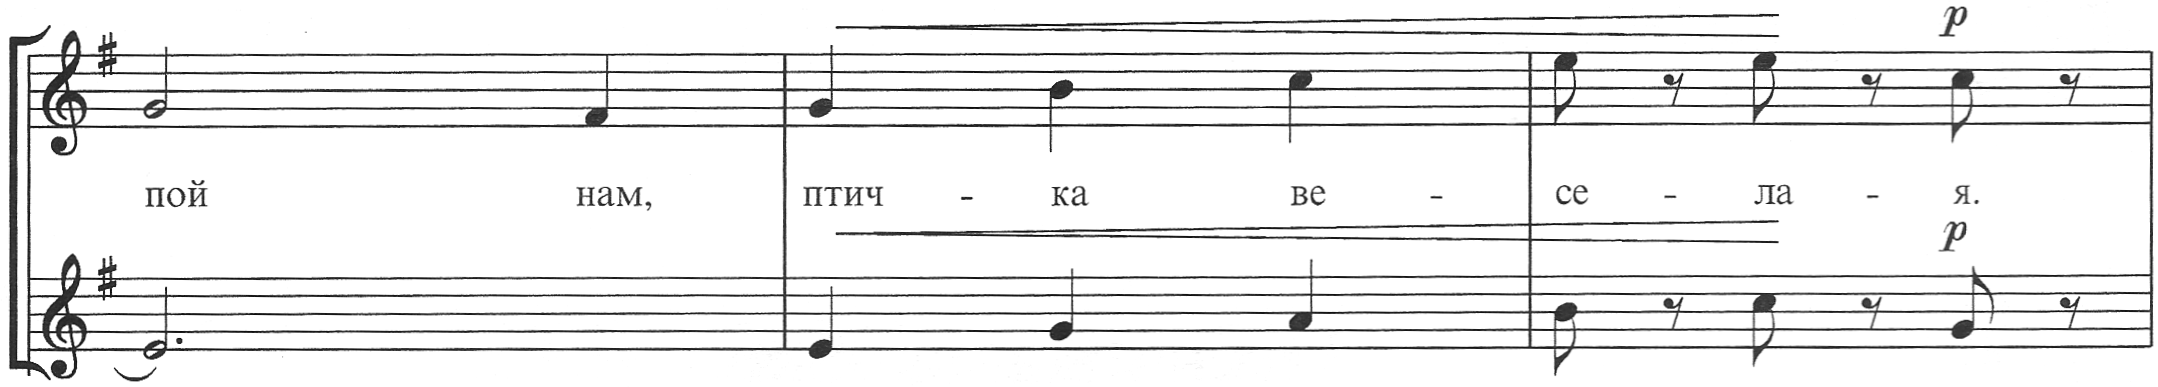 p
пой нам, птич - ка ве - се - ла - я.
p